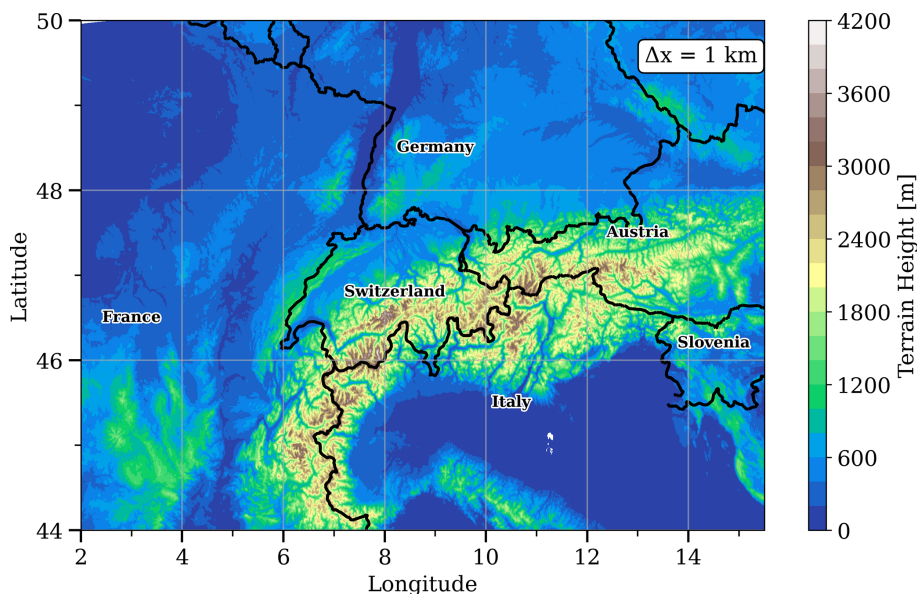 50
48
46
44
Latitude
2
4
6
8
10
12
14
Longitude
Δx = 1 km
Germany
Austria
Switzerland
France
Slovenia
Italy
4200
3600
3000
2400
1800
1200
600
0
Terrain Height [m]